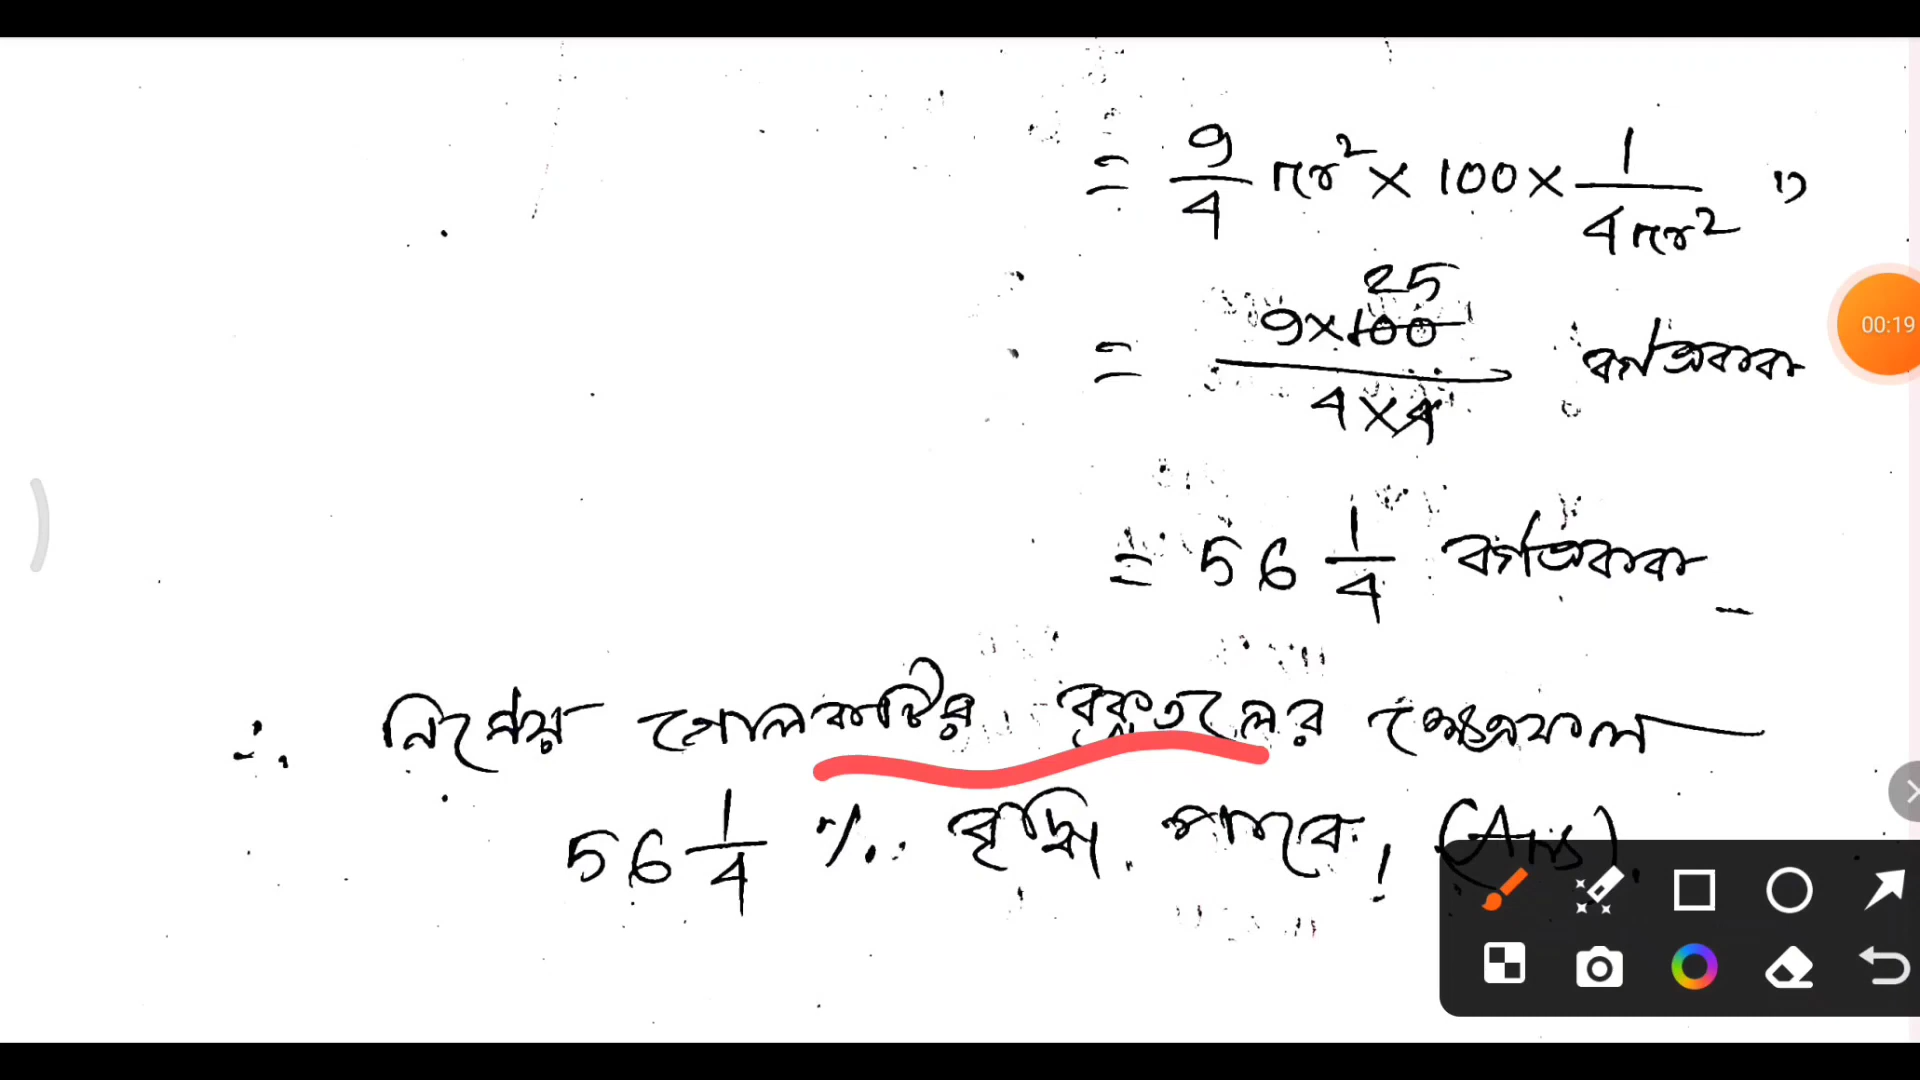 = 9/4 πr² × 100 × 1/4πr² "
00:19
25
= 9×100/4×4 বর্গএকক
= 56 1/4 বর্গএকক
∴ নির্ণেয় গোলকটির বক্রতলের ক্ষেত্রফল
56 1/4 % বৃদ্ধি পাবে। (Ans).